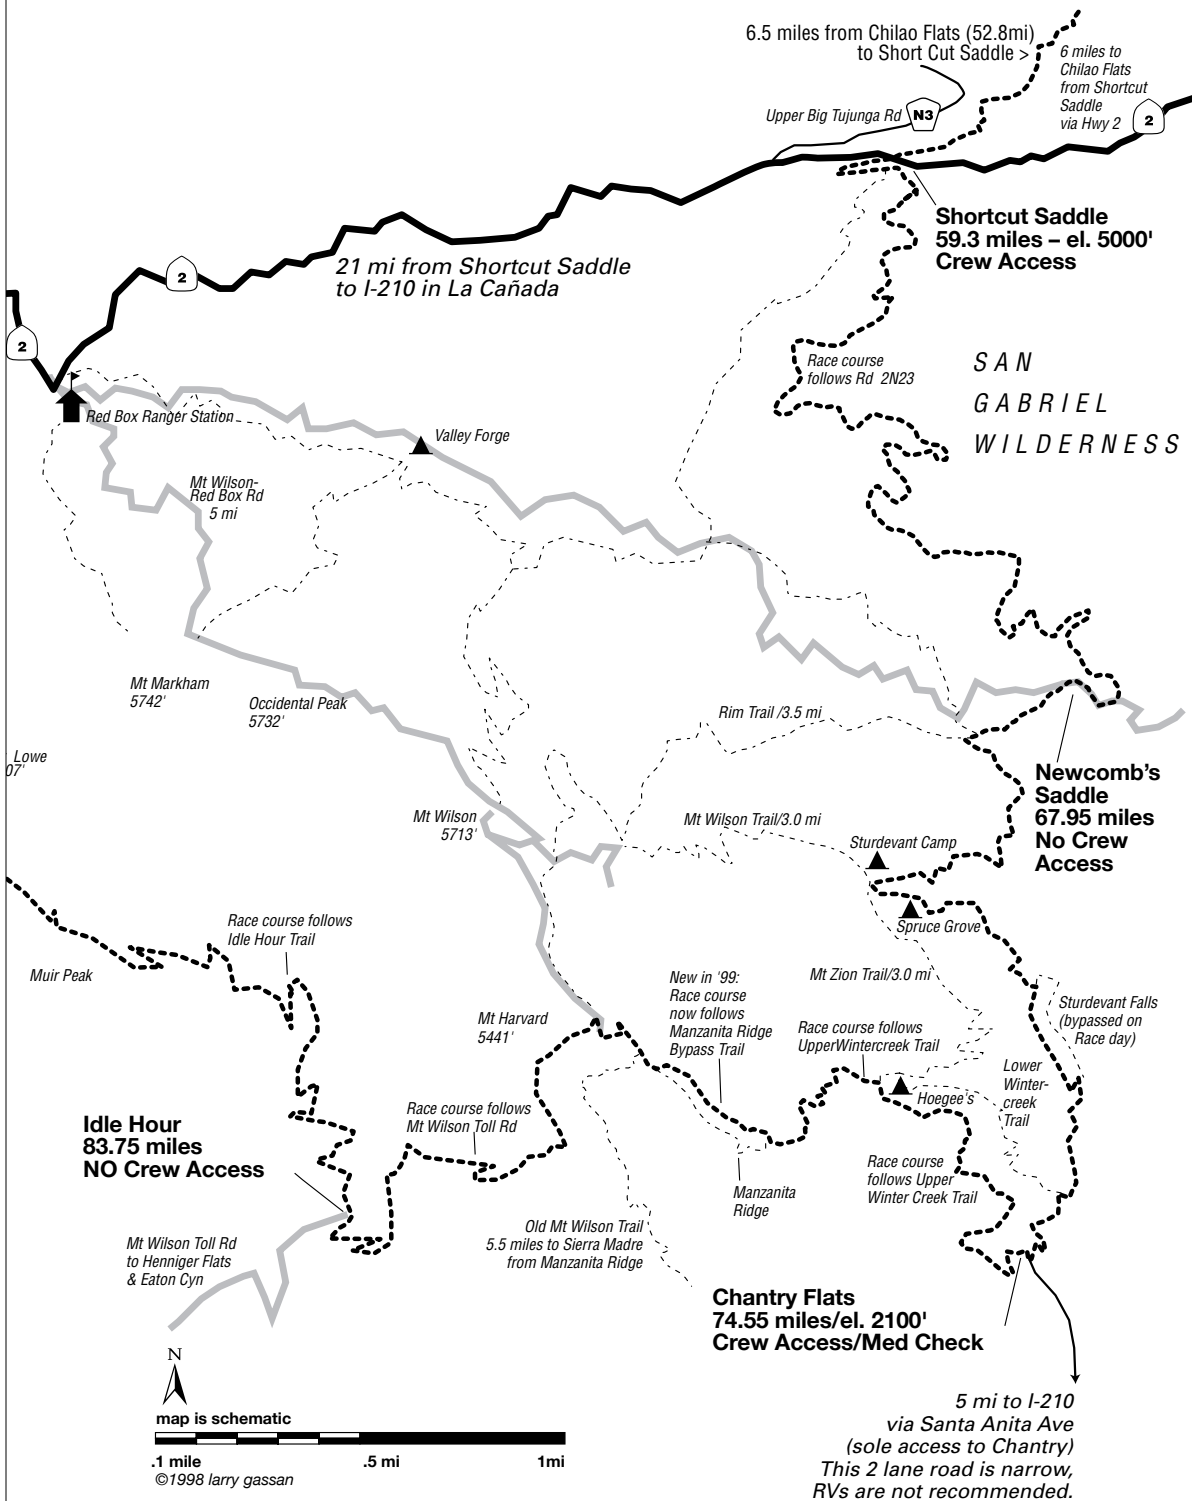 6.5 miles from Chilao Flats (52.8mi)
to Short Cut Saddle >
6 miles to
Chilao Flats
from Shortcut
Saddle
via Hwy 2
2
Upper Big Tujunga Rd
N3
Shortcut Saddle
59.3 miles – el. 5000'
Crew Access
2
21 mi from Shortcut Saddle
to I-210 in La Cañada
2
Race course
follows Rd 2N23
SAN
GABRIEL
WILDERNESS
Red Box Ranger Station
Valley Forge
Mt Wilson-
Red Box Rd
5 mi
Mt Markham
5742'
Occidental Peak
5732'
Rim Trail /3.5 mi
Lowe
07'
Newcomb's
Saddle
67.95 miles
No Crew
Access
Mt Wilson
5713'
Mt Wilson Trail/3.0 mi
Sturdevant Camp
Spruce Grove
Race course follows
Idle Hour Trail
Muir Peak
Mt Zion Trail/3.0 mi
New in '99:
Race course
now follows
Manzanita Ridge
Bypass Trail
Sturdevant Falls
(bypassed on
Race day)
Mt Harvard
5441'
Race course follows
UpperWintercreek Trail
Lower
Winter-
creek
Trail
Hoegee's
Idle Hour
83.75 miles
NO Crew Access
Race course follows
Mt Wilson Toll Rd
Race course
follows Upper
Winter Creek Trail
Manzanita
Ridge
Old Mt Wilson Trail
5.5 miles to Sierra Madre
from Manzanita Ridge
Mt Wilson Toll Rd
to Henniger Flats
& Eaton Cyn
Chantry Flats
74.55 miles/el. 2100'
Crew Access/Med Check
N
map is schematic
.1 mile .5 mi 1mi
©1998 larry gassan
5 mi to I-210
via Santa Anita Ave
(sole access to Chantry)
This 2 lane road is narrow,
RVs are not recommended.